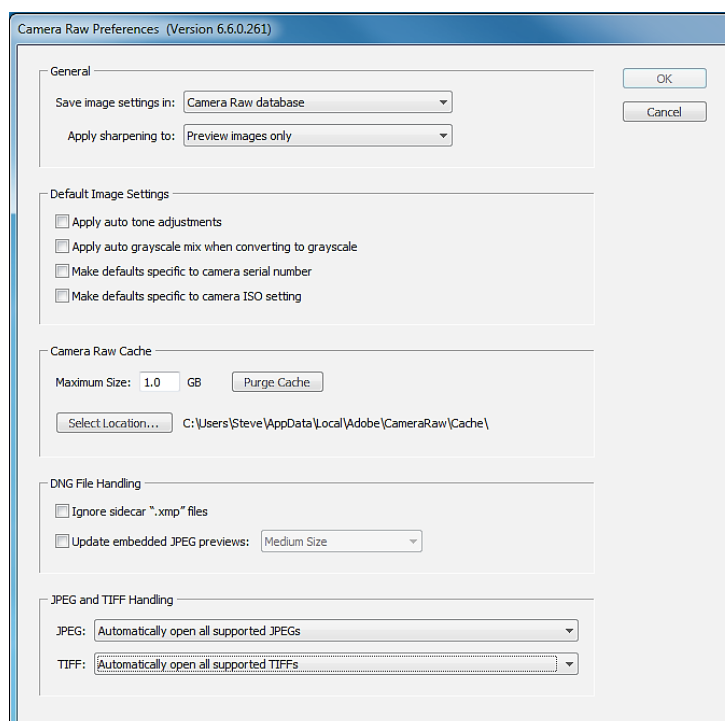 Camera Raw Preferences (Version 6.6.0.261)
General
Save image settings in: Camera Raw database
Apply sharpening to: Preview images only
OK
Cancel
Default Image Settings
Apply auto tone adjustments
Apply auto grayscale mix when converting to grayscale
Make defaults specific to camera serial number
Make defaults specific to camera ISO setting
Camera Raw Cache
Maximum Size: 1.0 GB Purge Cache
Select Location... C:\Users\Steve\AppData\Local\Adobe\CameraRaw\Cache\
DNG File Handling
Ignore sidecar “.xmp” files
Update embedded JPEG previews: Medium Size
JPEG and TIFF Handling
JPEG: Automatically open all supported JPEGs
TIFF: Automatically open all supported TIFFs